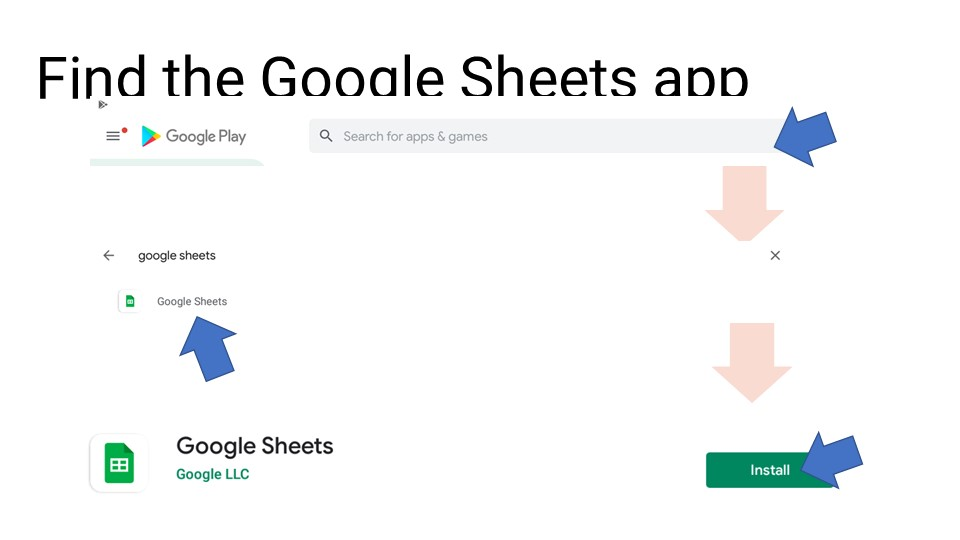 Find the Google Sheets app
Google Play
Search for apps & games
google sheets
Google Sheets
Google Sheets
Google LLC
Install